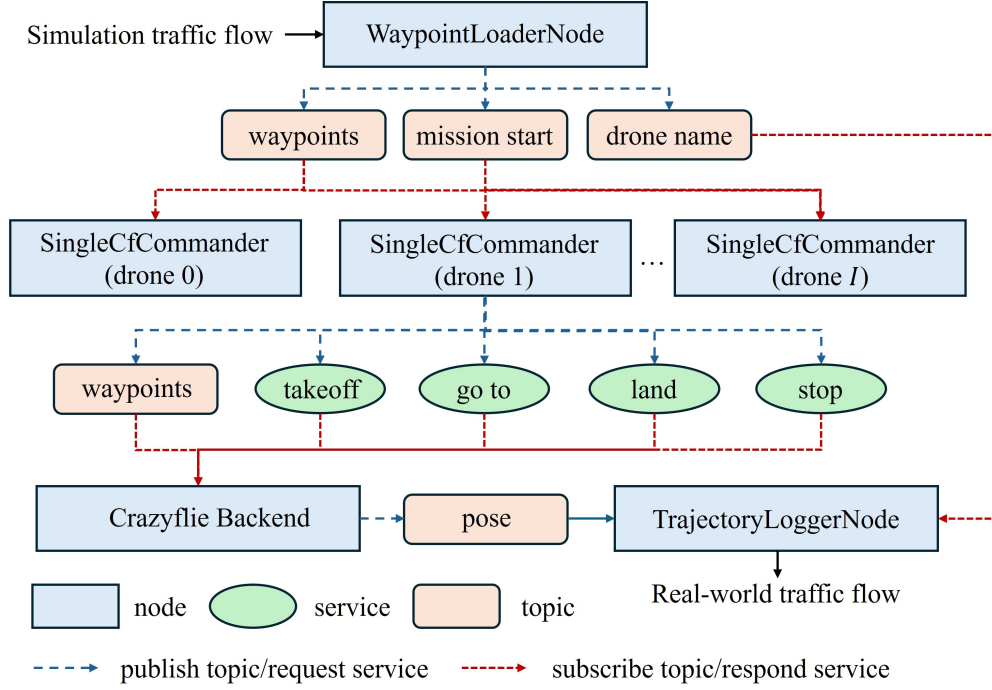 Simulation traffic flow
WaypointLoaderNode
waypoints
mission start
drone name
SingleCfCommander
(drone 0)
SingleCfCommander
(drone 1)
...
SingleCfCommander
(drone I)
waypoints
takeoff
go to
land
stop
Crazyflie Backend
pose
TrajectoryLoggerNode
Real-world traffic flow
node
service
topic
publish topic/request service
subscribe topic/respond service